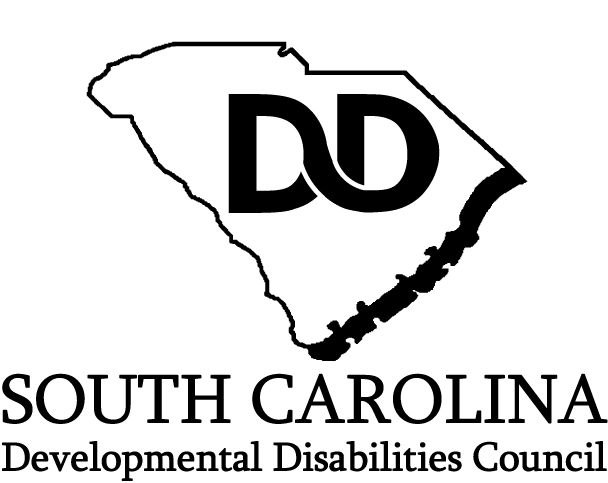 DD
SOUTH CAROLINA
Developmental Disabilities Council